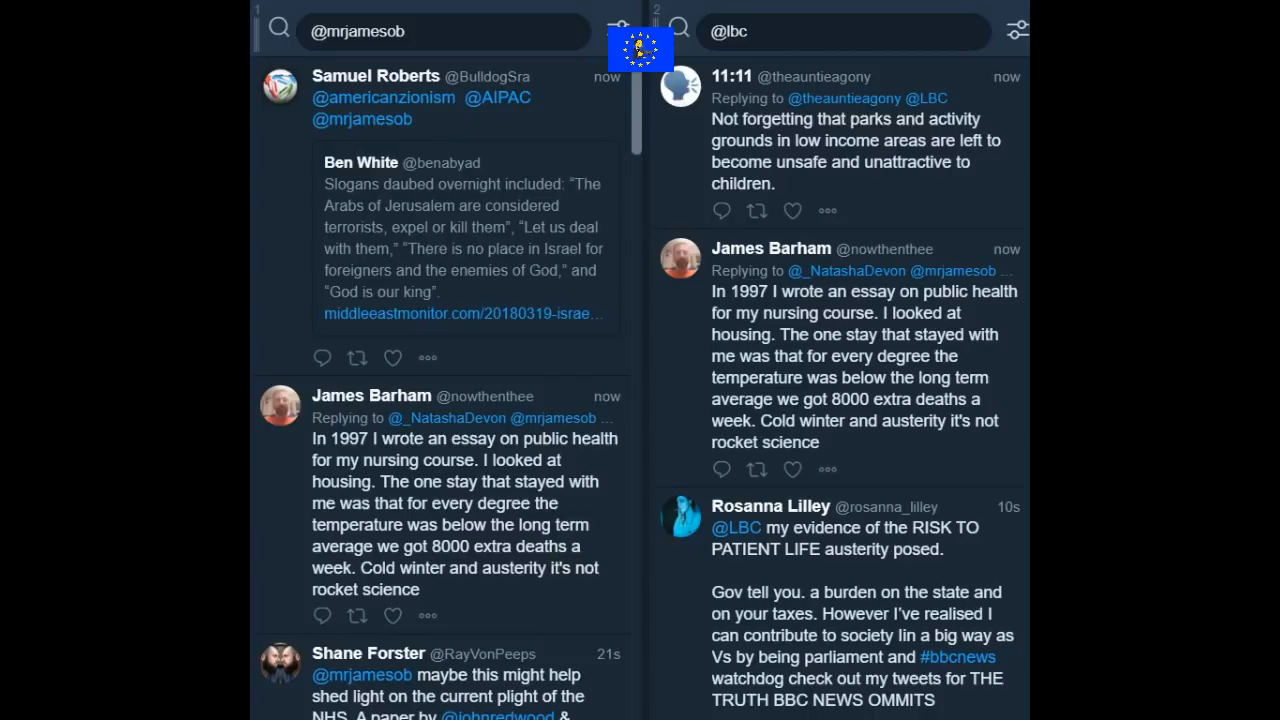 1
@mrjamesob
Samuel Roberts @BulldogSra now
@americanzionism @AIPAC
@mrjamesob
Ben White @benabyad
Slogans daubed overnight included: “The
Arabs of Jerusalem are considered
terrorists, expel or kill them”, “Let us deal
with them,” “There is no place in Israel for
foreigners and the enemies of God,” and
“God is our king”.
middleeastmonitor.com/20180319-israe...
James Barham @nowthenthee now
Replying to @_NatashaDevon @mrjamesob ...
In 1997 I wrote an essay on public health
for my nursing course. I looked at
housing. The one stay that stayed with
me was that for every degree the
temperature was below the long term
average we got 8000 extra deaths a
week. Cold winter and austerity it's not
rocket science
Shane Forster @RayVonPeeps 21s
@mrjamesob maybe this might help
shed light on the current plight of the
NHS. A paper by @johnredwood &
2
@lbc
11:11 @theauntieagony now
Replying to @theauntieagony @LBC
Not forgetting that parks and activity
grounds in low income areas are left to
become unsafe and unattractive to
children.
James Barham @nowthenthee now
Replying to @_NatashaDevon @mrjamesob ...
In 1997 I wrote an essay on public health
for my nursing course. I looked at
housing. The one stay that stayed with
me was that for every degree the
temperature was below the long term
average we got 8000 extra deaths a
week. Cold winter and austerity it's not
rocket science
Rosanna Lilley @rosanna_lilley 10s
@LBC my evidence of the RISK TO
PATIENT LIFE austerity posed.
Gov tell you. a burden on the state and
on your taxes. However I’ve realised I
can contribute to society Iin a big way as
Vs by being parliament and #bbcnews
watchdog check out my tweets for THE
TRUTH BBC NEWS OMMITS